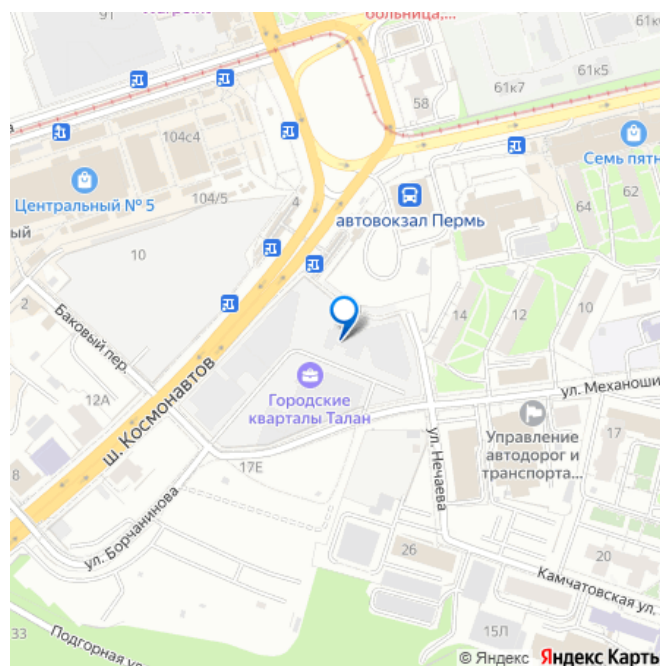 91
больница,...
61к7
61к5
58
104с4
Семь пятн
104/5
4
Центральный № 5
64
62
автовокзал Пермь
ный
10
2
Баковый пер.
14
12
10
12А
ш. Космонавтов
Городские
кварталы Талан
ул. Механоши
Управление
автодорог и
транспорта...
17
ул. Нечаева
17Е
8
ул. Борчанинова
26
20
Камчатовская ул.
33
Подгорная ул
15Л
© Яндекс Яндекс Карты